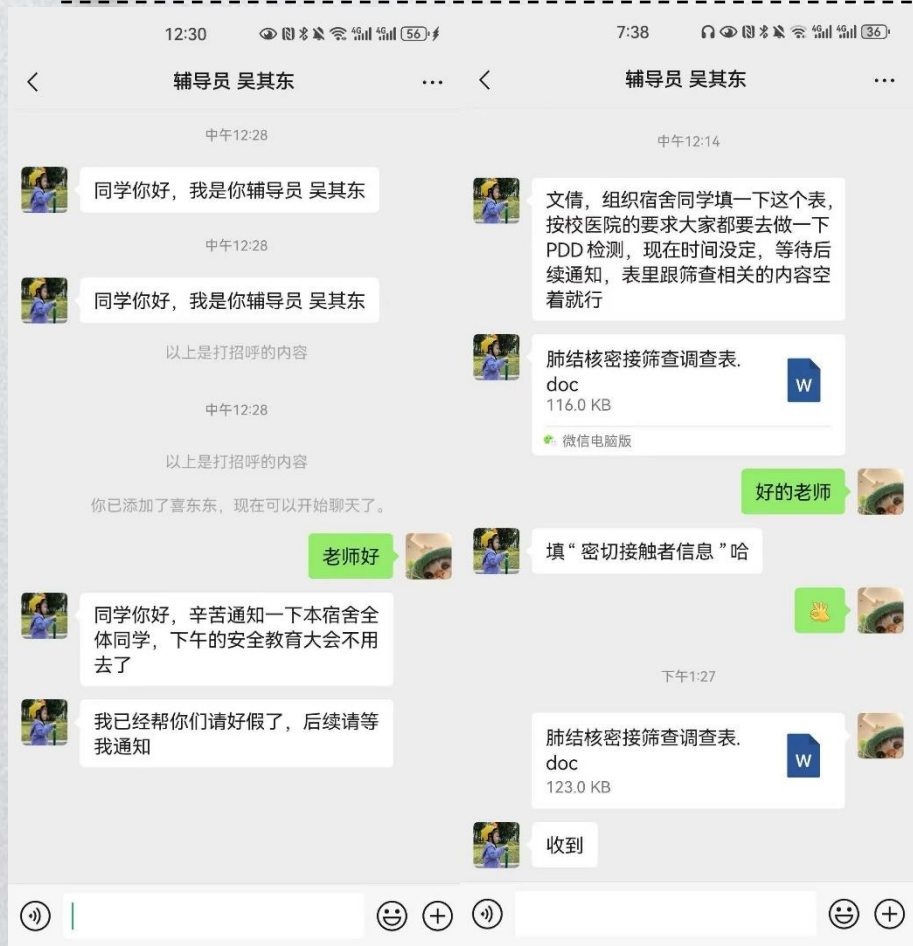 12:30
56
辅导员 吴其东
中午12:28
同学你好，我是你辅导员 吴其东
中午12:28
同学你好，我是你辅导员 吴其东
以上是打招呼的内容
中午12:28
以上是打招呼的内容
你已添加了喜东东，现在可以开始聊天了。
老师好
同学你好，辛苦通知一下本宿舍全
体同学，下午的安全教育大会不用
去了
我已经帮你们请好假了，后续请等
我通知
7:38
36
辅导员 吴其东
中午12:14
文倩，组织宿舍同学填一下这个表，
按校医院的要求大家都要去做一下
PDD检测，现在时间没定，等待后
续通知，表里跟筛查相关的内容空
着就行
肺结核密接筛查调查表.
doc
116.0 KB
W
微信电脑版
好的老师
填“密切接触者信息”哈
下午1:27
肺结核密接筛查调查表.
doc
123.0 KB
W
收到